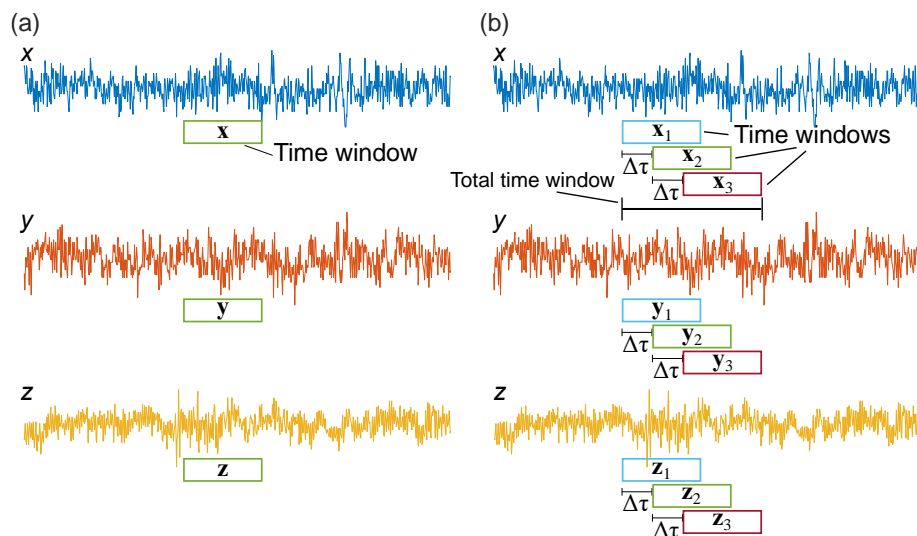 (a)
x
x
Time window
y
y
z
z
(b)
x
x1
Time windows
Δτ
x2
Δτ
x3
Total time window
y
y1
Δτ
y2
Δτ
y3
z
z1
Δτ
z2
Δτ
z3